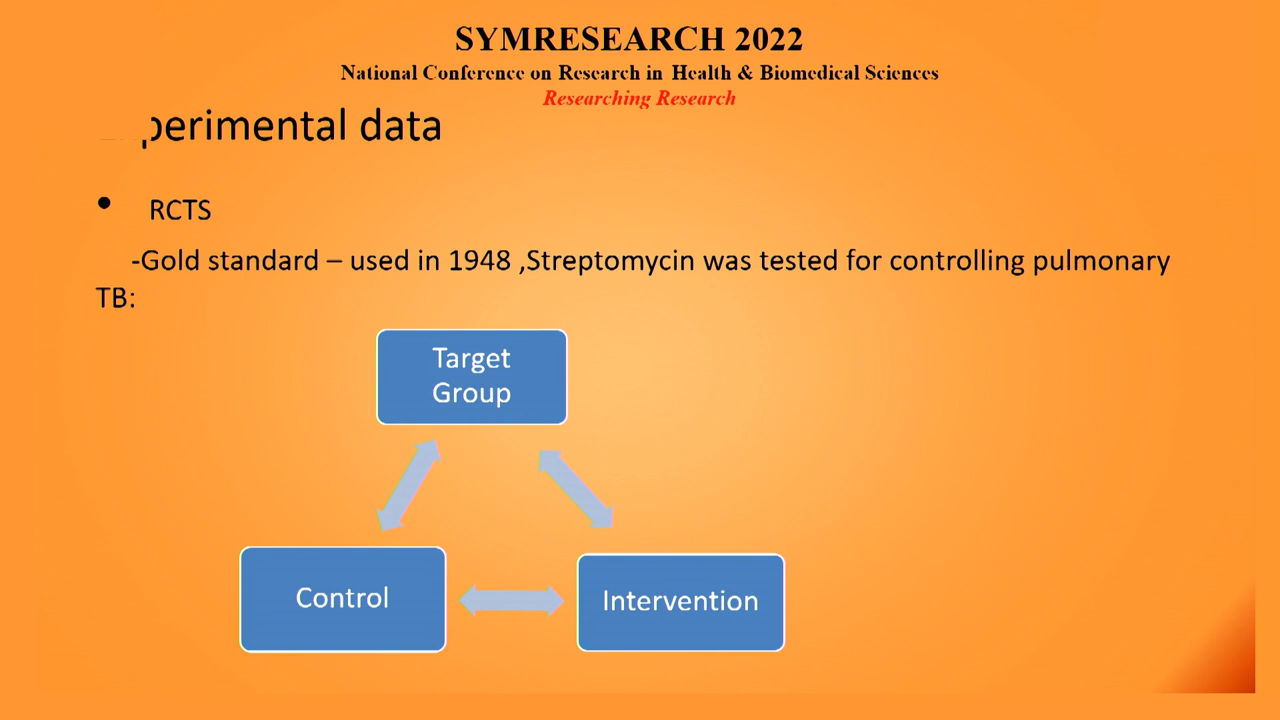 SYMRESEARCH 2022
National Conference on Research in Health & Biomedical Sciences
Researching Research
perimental data
• RCTS
-Gold standard – used in 1948 ,Streptomycin was tested for controlling pulmonary
TB:
Target
Group
Control
Intervention